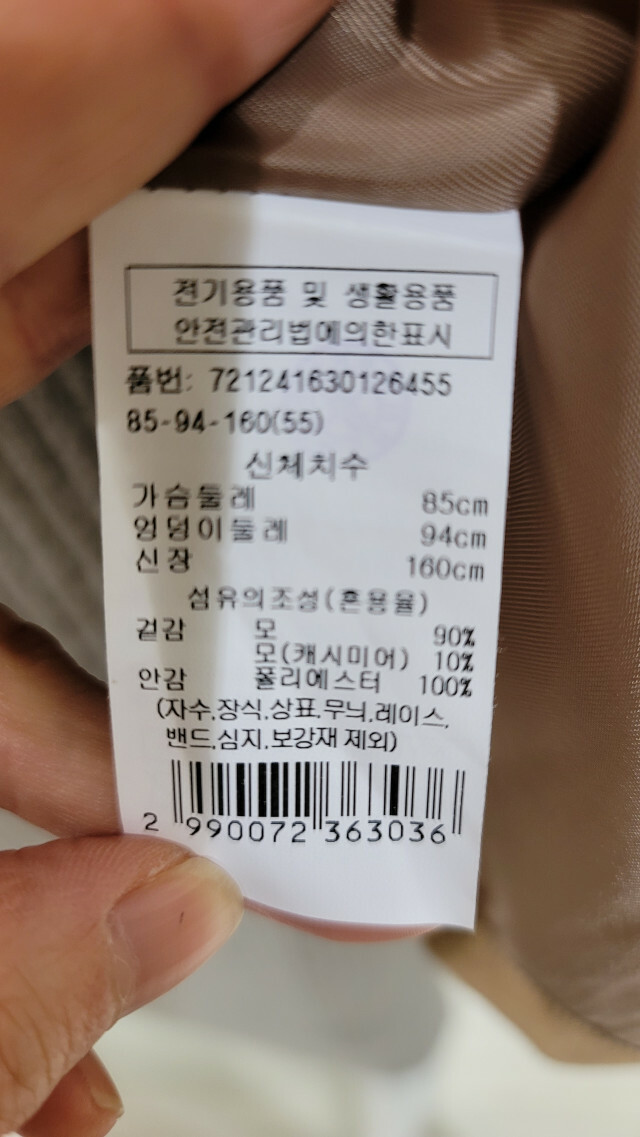 전기용품 및 생활용품
안전관리법에의한표시
품번: 721241630126455
85-94-160(55)
신체치수
가슴둘레 85cm
엉덩이둘레 94cm
신장 160cm
섬유의조성(혼용율)
겉감 모 90%
모(캐시미어) 10%
안감 폴리에스터 100%
(자수.장식.상표.무늬.레이스.
밴드.심지.보강재 제외)
2 990072 363036